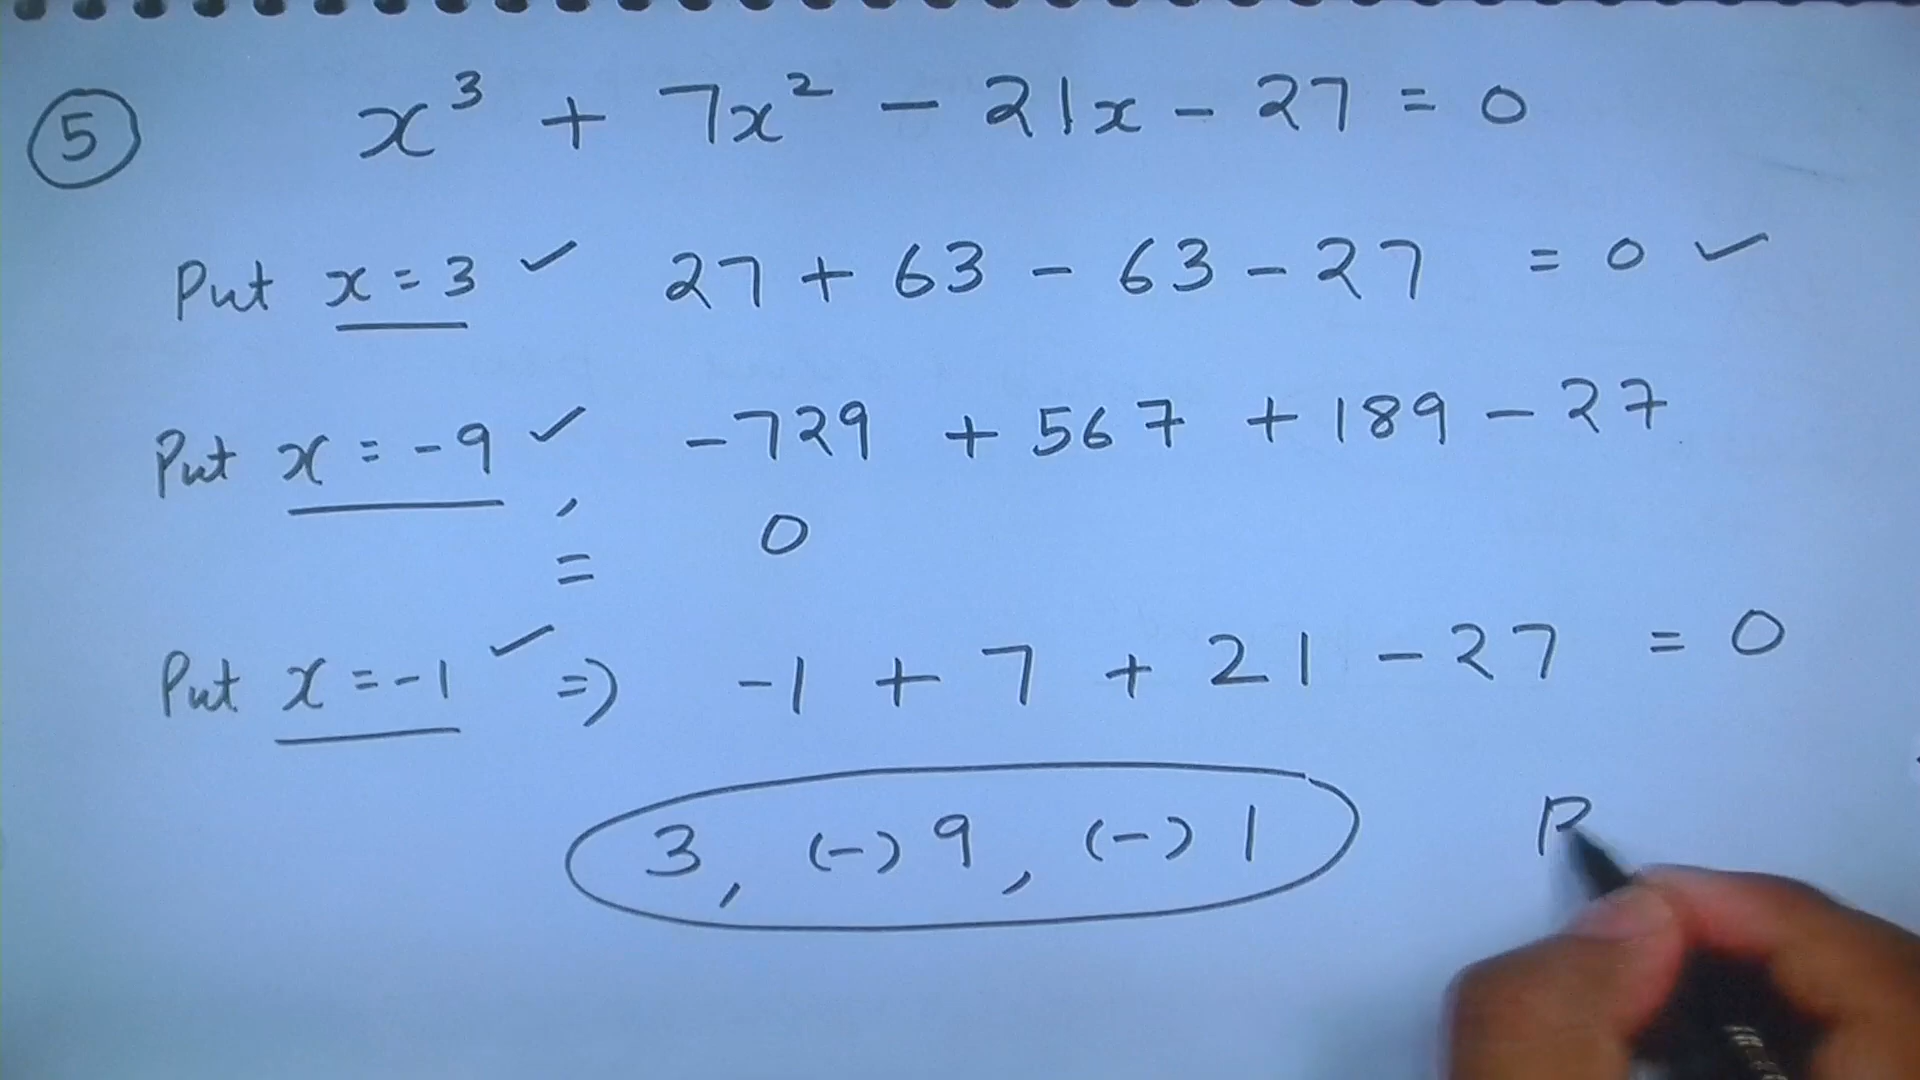 ⑤ x³ + 7x² - 21x - 27 = 0
Put x = 3 ✓ 27 + 63 - 63 - 27 = 0 ✓
Put x = -9 ✓, -729 + 567 + 189 - 27
= 0
Put x = -1 ✓ => -1 + 7 + 21 - 27 = 0
3, (-) 9, (-) 1 P